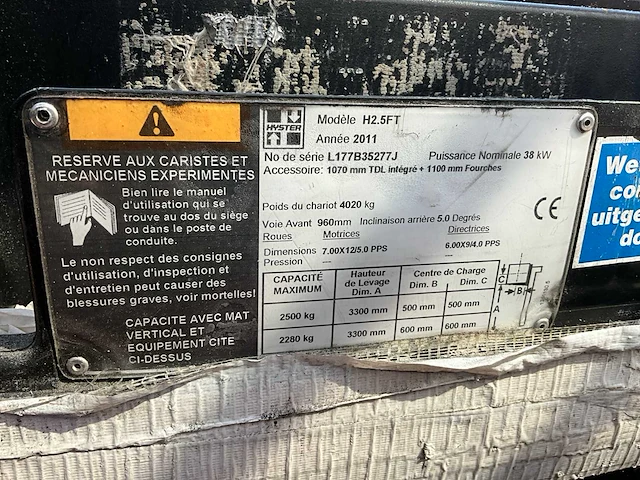 RESERVE AUX CARISTES ET
MECANICIENS EXPERIMENTES
Bien lire le manuel
d'utilisation qui se
trouve au dos du siège
ou dans le poste de
conduite.
Le non respect des consignes
d'utilisation, d'inspection et
d'entretien peut causer des
blessures graves, voir mortelles!
CAPACITE AVEC MAT
VERTICAL ET
EQUIPEMENT CITE
CI-DESSUS
HYSTER
Modèle H2.5FT
Année 2011
No de série L177B35277J Puissance Nominale 38 kW
Accessoire: 1070 mm TDL intégré + 1100 mm Fourches
Poids du chariot 4020 kg
CE
Voie Avant 960mm Inclinaison arrière 5.0 Degrés
Roues Motrices Directrices
Dimensions 7.00X12/5.0 PPS 6.00X9/4.0 PPS
Pression -- --
CAPACITÉ MAXIMUM Hauteur de Levage Dim. A Centre de Charge Dim. B Dim. C
2500 kg 3300 mm 500 mm 500 mm
2280 kg 3300 mm 600 mm 600 mm
C
B
A
We
co
uitge
do